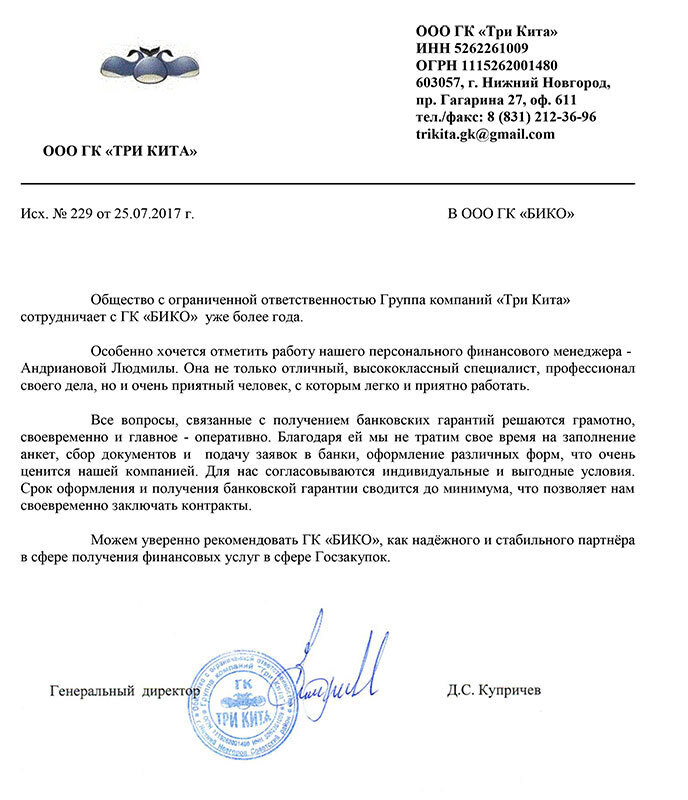 ООО ГК «Три Кита»
ИНН 5262261009
ОГРН 1115262001480
603057, г. Нижний Новгород,
пр. Гагарина 27, оф. 611
тел./факс: 8 (831) 212-36-96
trikita.gk@gmail.com
ООО ГК «ТРИ КИТА»
Исх. № 229 от 25.07.2017 г. В ООО ГК «БИКО»
Общество с ограниченной ответственностью Группа компаний «Три Кита»
сотрудничает с ГК «БИКО» уже более года.
Особенно хочется отметить работу нашего персонального финансового менеджера -
Андриановой Людмилы. Она не только отличный, высококлассный специалист, профессионал
своего дела, но и очень приятный человек, с которым легко и приятно работать.
Все вопросы, связанные с получением банковских гарантий решаются грамотно,
своевременно и главное - оперативно. Благодаря ей мы не тратим свое время на заполнение
анкет, сбор документов и подачу заявок в банки, оформление различных форм, что очень
ценится нашей компанией. Для нас согласовываются индивидуальные и выгодные условия.
Срок оформления и получения банковской гарантии сводится до минимума, что позволяет нам
своевременно заключать контракты.
Можем уверенно рекомендовать ГК «БИКО», как надёжного и стабильного партнёра
в сфере получения финансовых услуг в сфере Госзакупок.
Генеральный директор Д.С. Купричев
Общество с ограниченной ответственностью
Группа компаний "Три Кита"
ГК
ТРИ КИТА